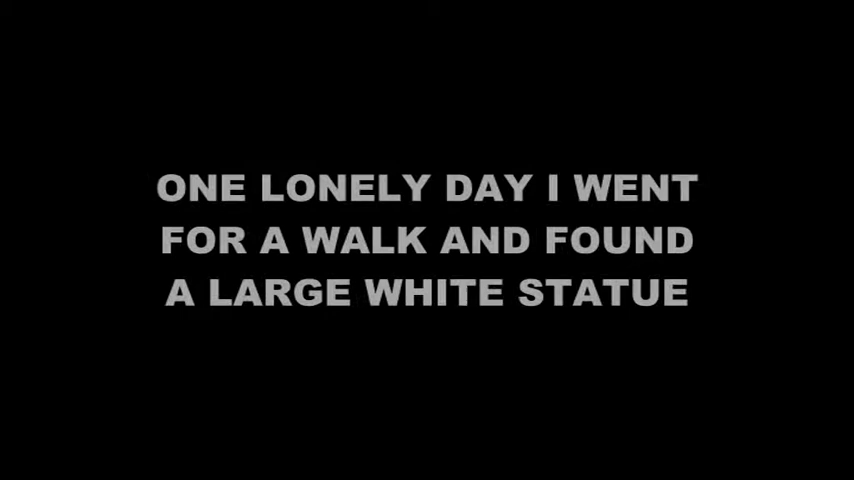 ONE LONELY DAY I WENT
FOR A WALK AND FOUND
A LARGE WHITE STATUE